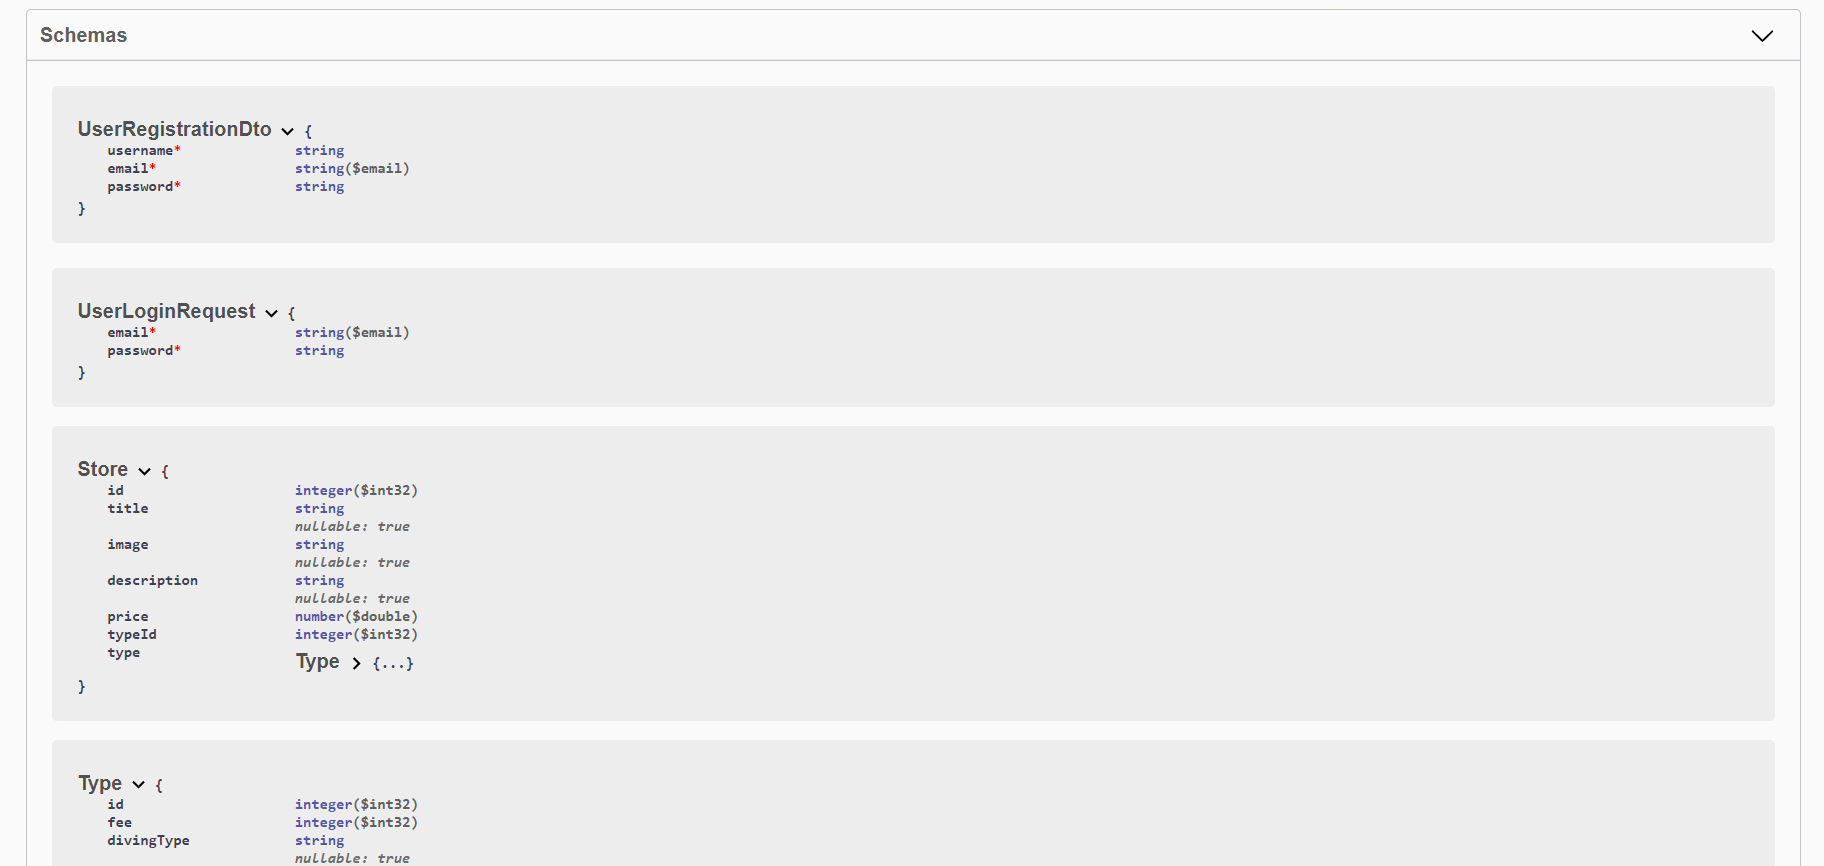 Schemas
UserRegistrationDto {
username* string
email* string($email)
password* string
}
UserLoginRequest {
email* string($email)
password* string
}
Store {
id integer($int32)
title string
nullable: true
image string
nullable: true
description string
nullable: true
price number($double)
typeId integer($int32)
type Type {...}
}
Type {
id integer($int32)
fee integer($int32)
divingType string
nullable: true